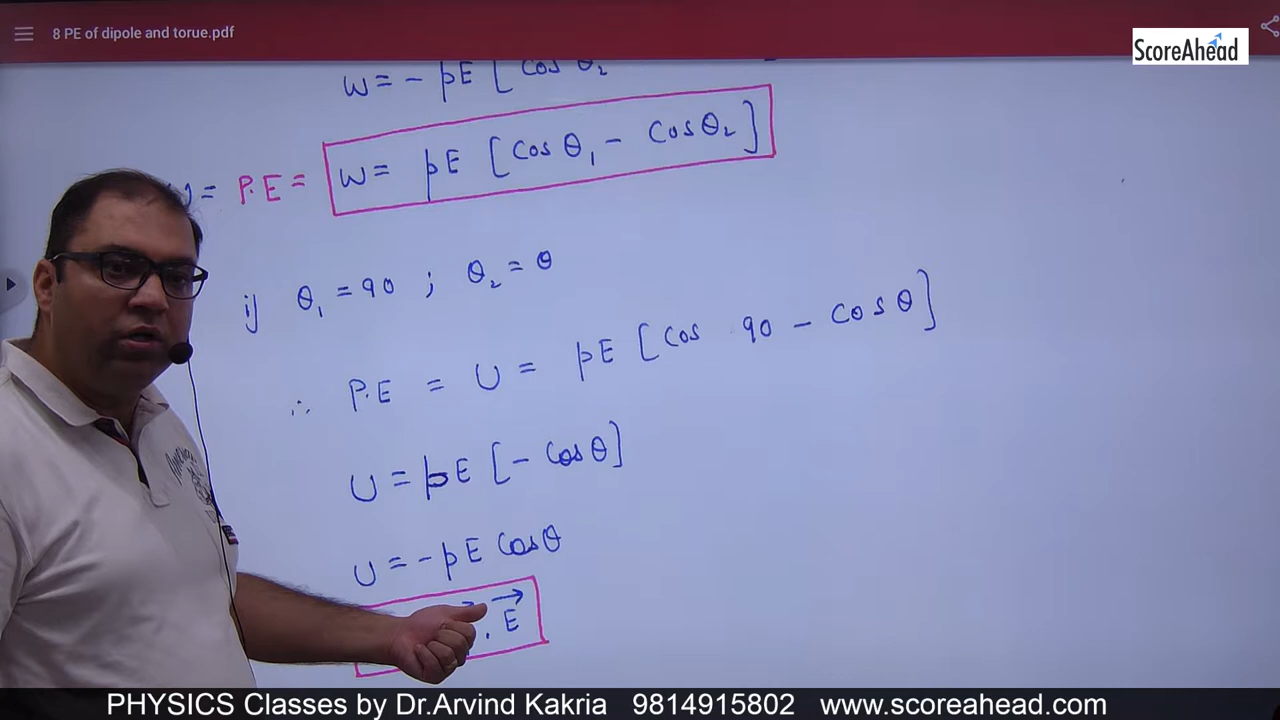 8 PE of dipole and torue.pdf
ScoreAhead
W = - pE [ cos θ₂
= P.E = W = pE [cos θ₁ - cos θ₂]
if θ₁ = 90 ; θ₂ = θ
∴ P.E = U = pE [cos 90 - cos θ]
U = pE [- cos θ]
U = - pE cos θ
. E⃗
PHYSICS Classes by Dr.Arvind Kakria 9814915802 www.scoreahead.com